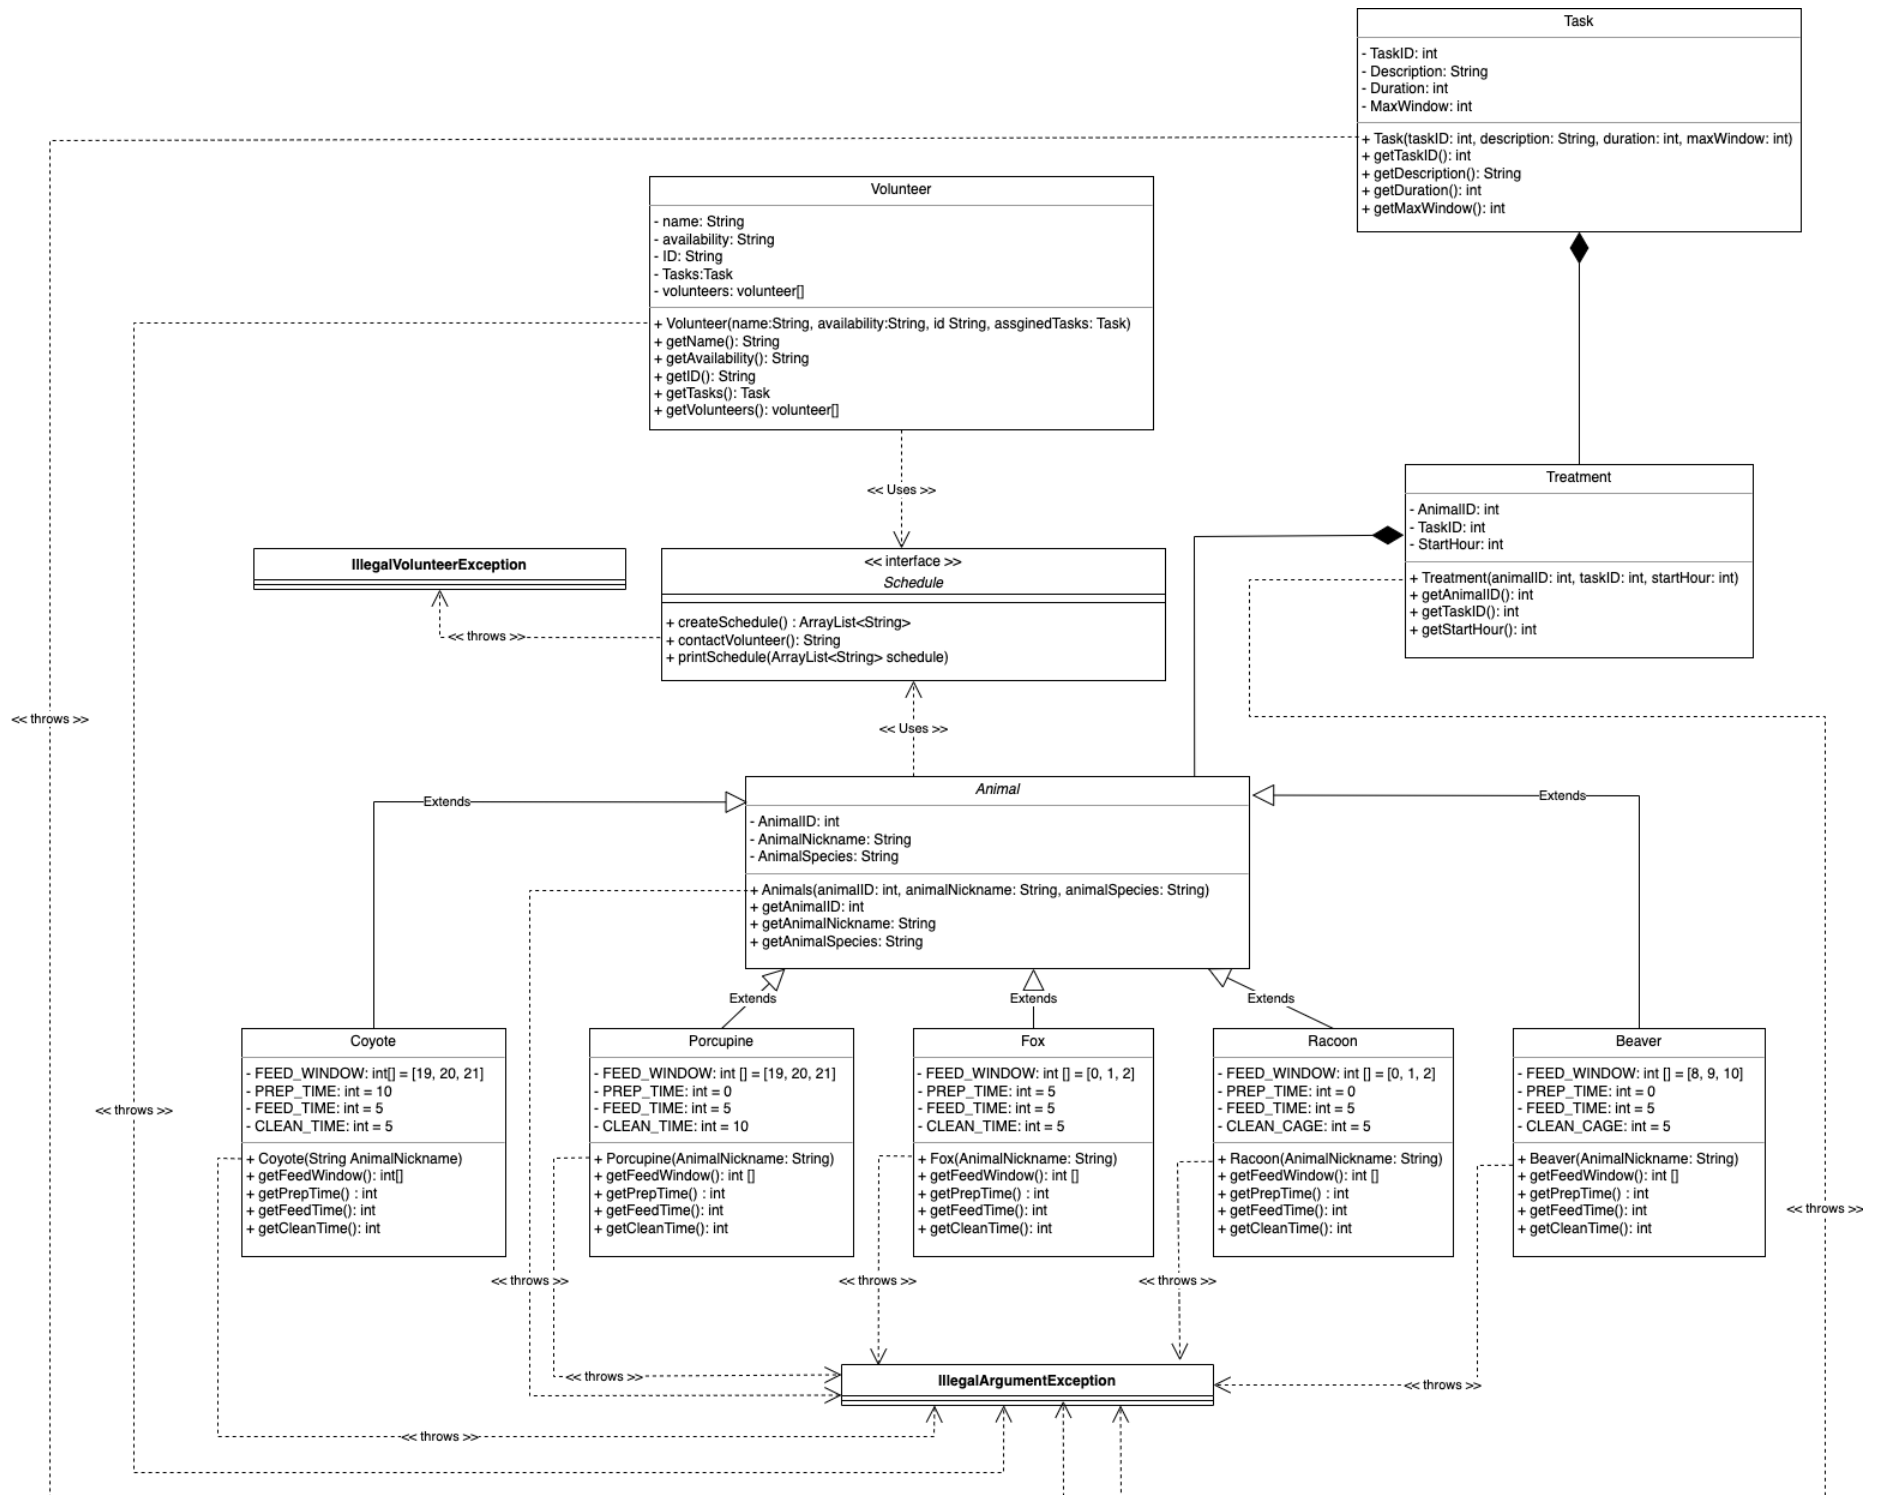 Task
- TaskID: int
- Description: String
- Duration: int
- MaxWindow: int
+ Task(taskID: int, description: String, duration: int, maxWindow: int)
+ getTaskID(): int
+ getDescription(): String
+ getDuration(): int
+ getMaxWindow(): int
Volunteer
- name: String
- availability: String
- ID: String
- Tasks:Task
- volunteers: volunteer[]
+ Volunteer(name:String, availability:String, id String, assginedTasks: Task)
+ getName(): String
+ getAvailability(): String
+ getID(): String
+ getTasks(): Task
+ getVolunteers(): volunteer[]
<< Uses >>
Treatment
- AnimalID: int
- TaskID: int
- StartHour: int
+ Treatment(animalID: int, taskID: int, startHour: int)
+ getAnimalID(): int
+ getTaskID(): int
+ getStartHour(): int
IllegalVolunteerException
<< throws >>
<< interface >>
Schedule
+ createSchedule() : ArrayList<String>
+ contactVolunteer(): String
+ printSchedule(ArrayList<String> schedule)
<< throws >>
<< Uses >>
Extends
Animal
- AnimalID: int
- AnimalNickname: String
- AnimalSpecies: String
+ Animals(animalID: int, animalNickname: String, animalSpecies: String)
+ getAnimalID: int
+ getAnimalNickname: String
+ getAnimalSpecies: String
Extends
Extends
Extends
Extends
Coyote
- FEED_WINDOW: int[] = [19, 20, 21]
- PREP_TIME: int = 10
- FEED_TIME: int = 5
- CLEAN_TIME: int = 5
+ Coyote(String AnimalNickname)
+ getFeedWindow(): int[]
+ getPrepTime() : int
+ getFeedTime(): int
+ getCleanTime(): int
Porcupine
- FEED_WINDOW: int [] = [19, 20, 21]
- PREP_TIME: int = 0
- FEED_TIME: int = 5
- CLEAN_TIME: int = 10
+ Porcupine(AnimalNickname: String)
+ getFeedWindow(): int []
+ getPrepTime() : int
+ getFeedTime(): int
+ getCleanTime(): int
Fox
- FEED_WINDOW: int [] = [0, 1, 2]
- PREP_TIME: int = 5
- FEED_TIME: int = 5
- CLEAN_TIME: int = 5
+ Fox(AnimalNickname: String)
+ getFeedWindow(): int []
+ getPrepTime() : int
+ getFeedTime(): int
+ getCleanTime(): int
Racoon
- FEED_WINDOW: int [] = [0, 1, 2]
- PREP_TIME: int = 0
- FEED_TIME: int = 5
- CLEAN_CAGE: int = 5
+ Racoon(AnimalNickname: String)
+ getFeedWindow(): int []
+ getPrepTime() : int
+ getFeedTime(): int
+ getCleanTime(): int
Beaver
- FEED_WINDOW: int [] = [8, 9, 10]
- PREP_TIME: int = 0
- FEED_TIME: int = 5
- CLEAN_CAGE: int = 5
+ Beaver(AnimalNickname: String)
+ getFeedWindow(): int []
+ getPrepTime() : int
+ getFeedTime(): int
+ getCleanTime(): int
<< throws >>
<< throws >>
<< throws >>
<< throws >>
<< throws >>
<< throws >>
IllegalArgumentException
<< throws >>
<< throws >>